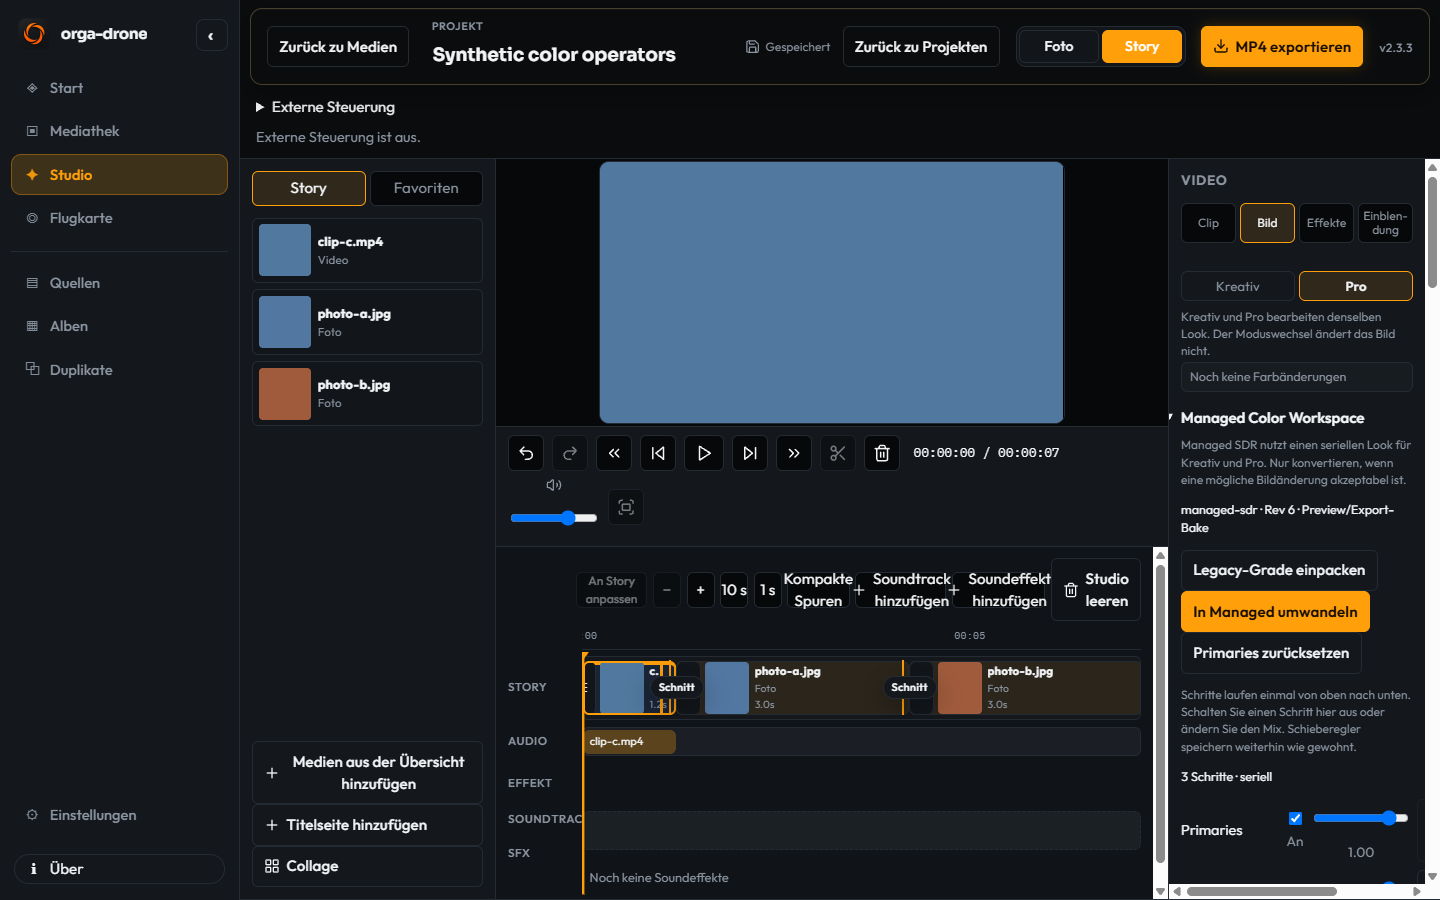 orga-drone
Start
Mediathek
Studio
Flugkarte
Quellen
Alben
Duplikate
Einstellungen
Über
Zurück zu Medien
PROJEKT
Synthetic color operators
Gespeichert
Zurück zu Projekten
Foto
Story
MP4 exportieren
v2.3.3
Externe Steuerung
Externe Steuerung ist aus.
Story
Favoriten
clip-c.mp4
Video
photo-a.jpg
Foto
photo-b.jpg
Foto
Medien aus der Übersicht
hinzufügen
Titelseite hinzufügen
Collage
00:00:00 / 00:00:07
An Story
anpassen
10 s
1 s
Kompakte
Spuren
Soundtrack
hinzufügen
Soundeffekt
hinzufügen
Studio
leeren
00
00:05
STORY
c.
1.2s
Schnitt
photo-a.jpg
Foto
3.0s
Schnitt
photo-b.jpg
Foto
3.0s
AUDIO
clip-c.mp4
EFFEKT
SOUNDTRAC
SFX
Noch keine Soundeffekte
VIDEO
Clip
Bild
Effekte
Einblen-
dung
Kreativ
Pro
Kreativ und Pro bearbeiten denselben
Look. Der Moduswechsel ändert das Bild
nicht.
Noch keine Farbänderungen
Managed Color Workspace
Managed SDR nutzt einen seriellen Look für
Kreativ und Pro. Nur konvertieren, wenn
eine mögliche Bildänderung akzeptabel ist.
managed-sdr · Rev 6 · Preview/Export-
Bake
Legacy-Grade einpacken
In Managed umwandeln
Primaries zurücksetzen
Schritte laufen einmal von oben nach unten.
Schalten Sie einen Schritt hier aus oder
ändern Sie den Mix. Schieberegler
speichern weiterhin wie gewohnt.
3 Schritte · seriell
Primaries
An
1.00